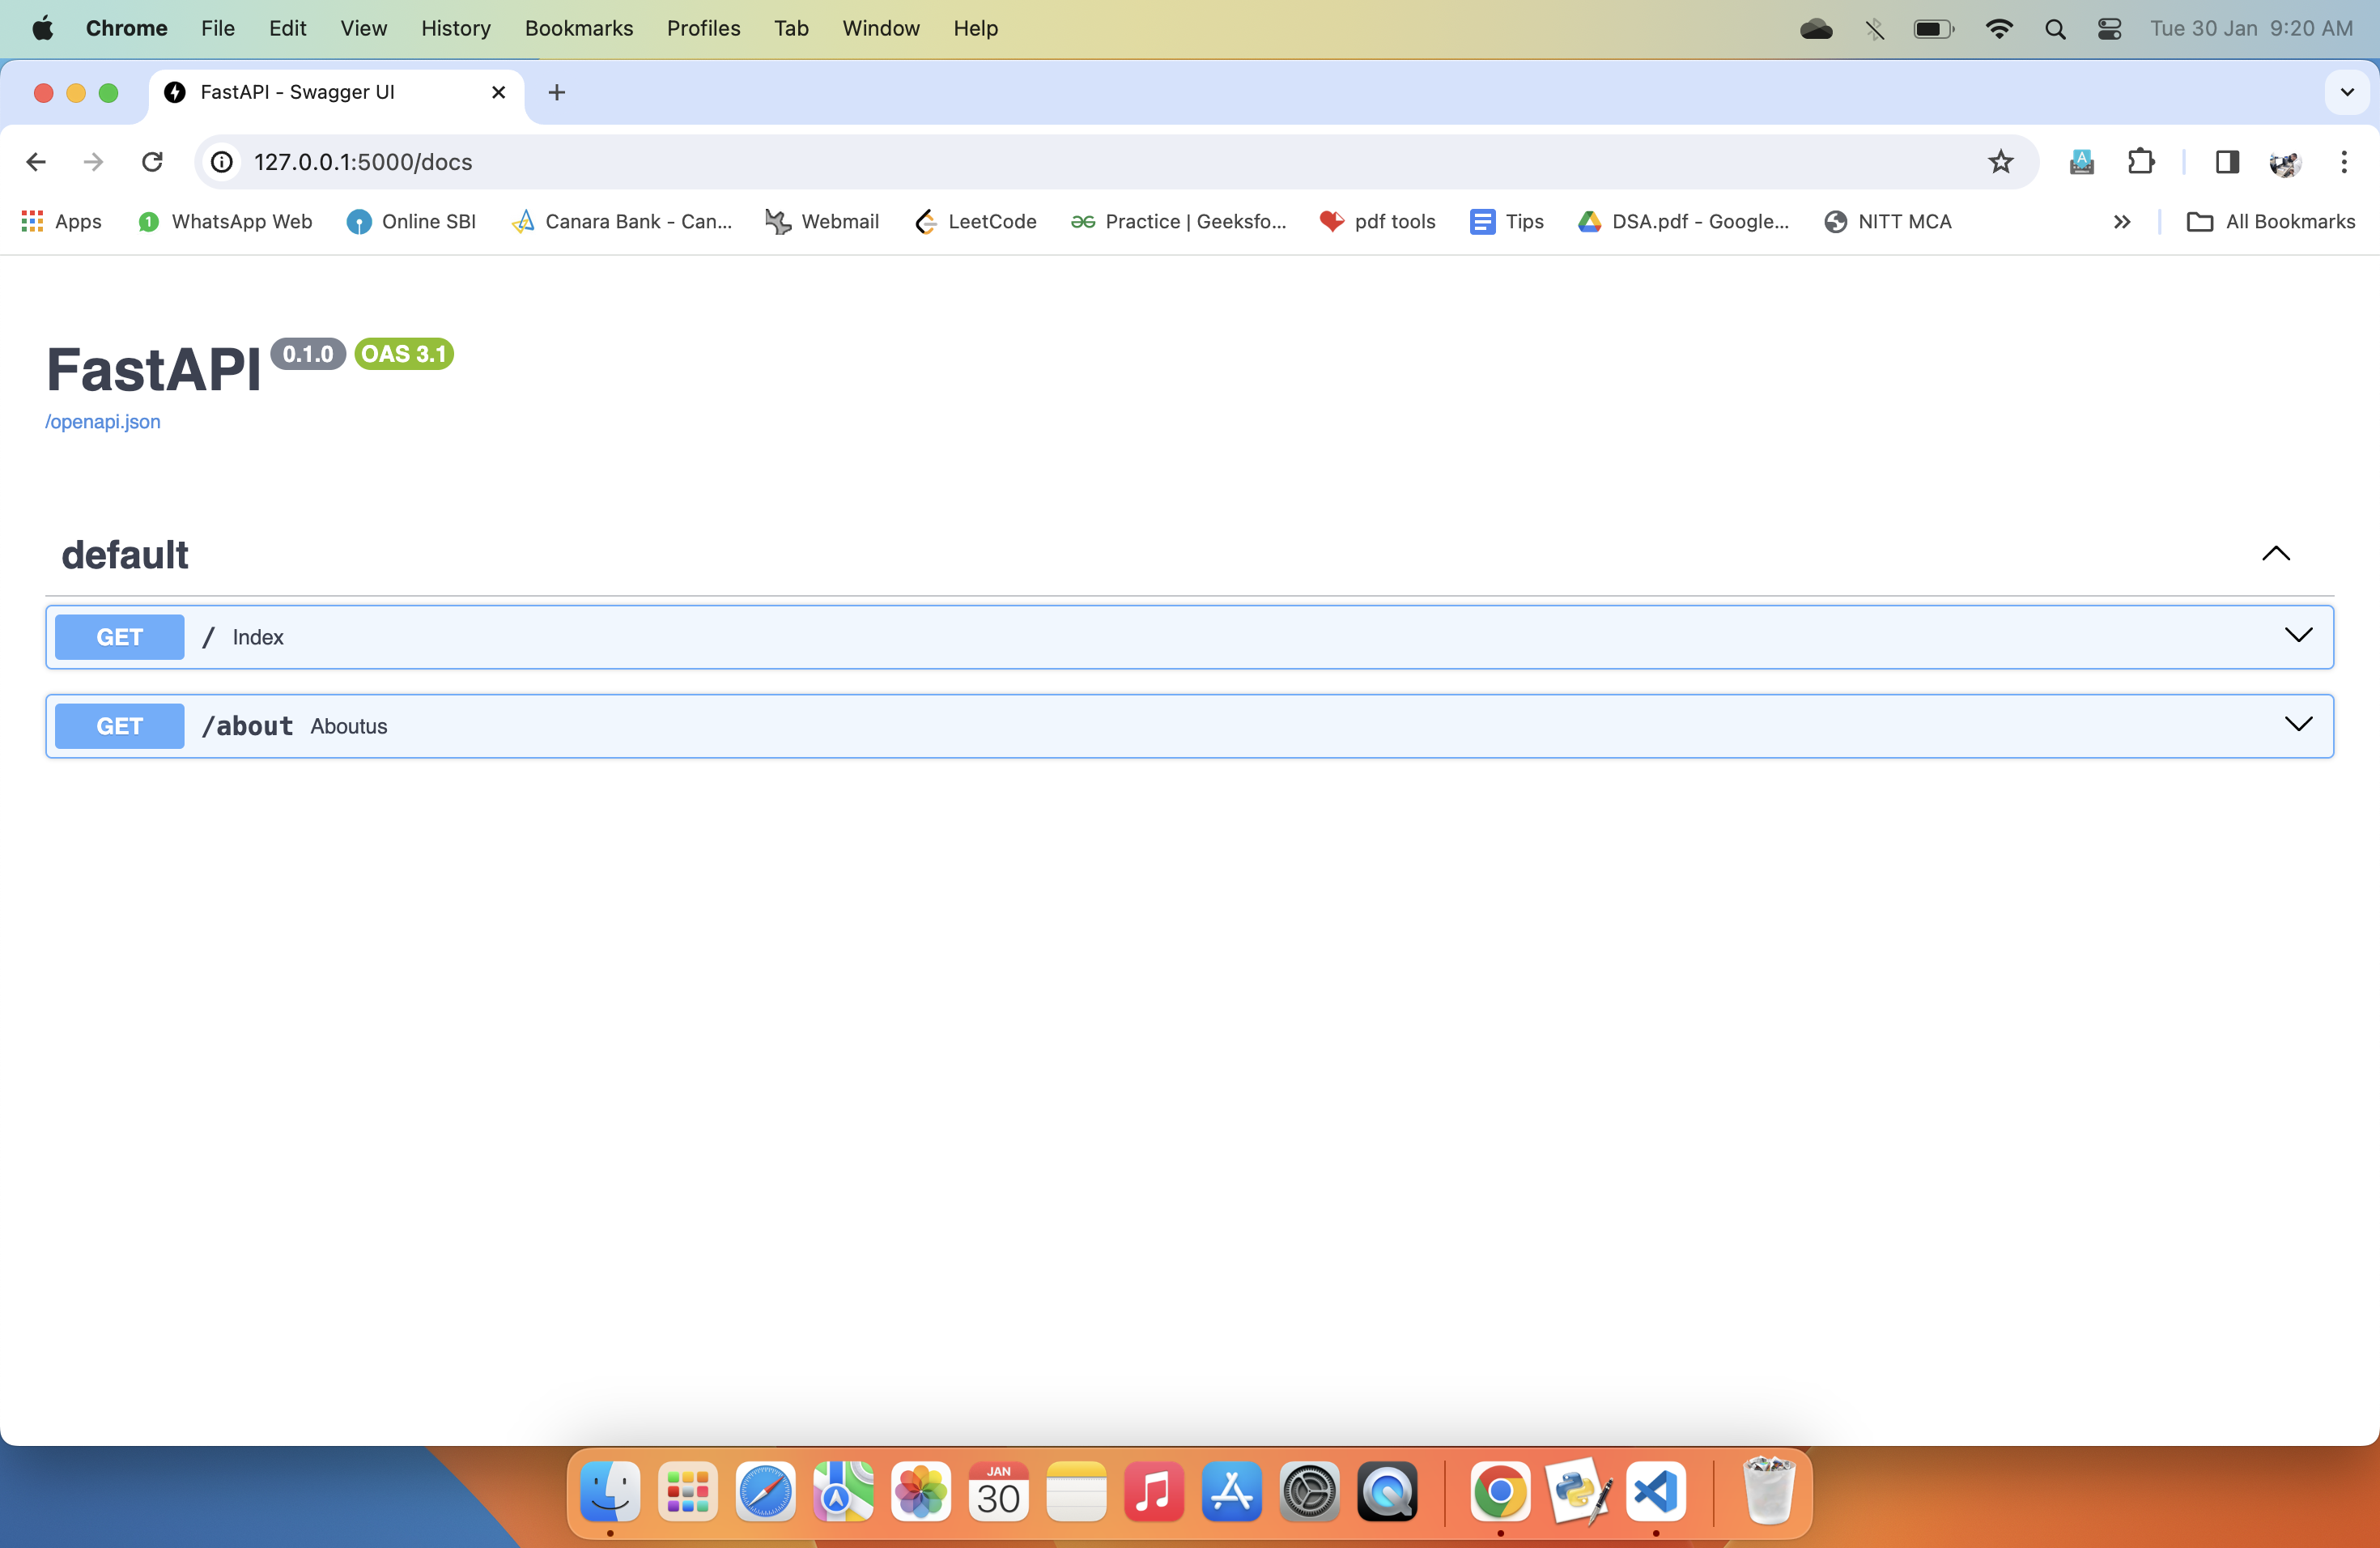 Chrome File Edit View History Bookmarks Profiles Tab Window Help Tue 30 Jan 9:20 AM
FastAPI - Swagger UI
127.0.0.1:5000/docs
Apps 1 WhatsApp Web Online SBI Canara Bank - Can... Webmail LeetCode Practice | Geeksfo... pdf tools Tips DSA.pdf - Google... NITT MCA All Bookmarks
FastAPI 0.1.0 OAS 3.1
/openapi.json
default
GET / Index
GET /about Aboutus
JAN
30